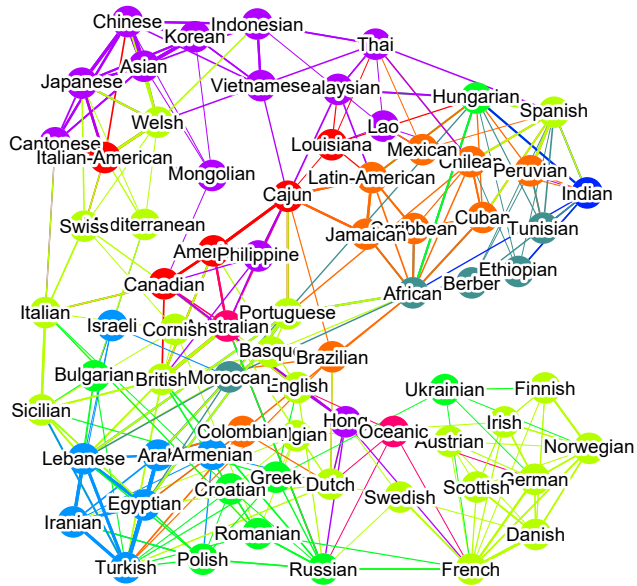 Chinese
Indonesian
Korean
Thai
Asian
Japanese
Vietnamese
alaysian
Hungarian
Spanish
Welsh
Lao
Cantonese
Louisiana
Mexican
Italian-American
Chilean
Peruvian
Mongolian
Latin-American
Indian
Cajun
Swiss
diterranean
Jamaican
Caribbean
Cuban
Tunisian
Ame
Philippine
Ethiopian
Canadian
Berber
African
Italian
Israeli
Cornish
Australian
Portuguese
Basqu
Brazilian
Bulgarian
British
Moroccan
English
Ukrainian
Finnish
Sicilian
Colombian
gian
Hong
Oceanic
Irish
Austrian
Norwegian
Lebanese
Ara
Armenian
Greek
Dutch
Swedish
Scottish
German
Egyptian
Croatian
Iranian
Romanian
Danish
Turkish
Polish
Russian
French